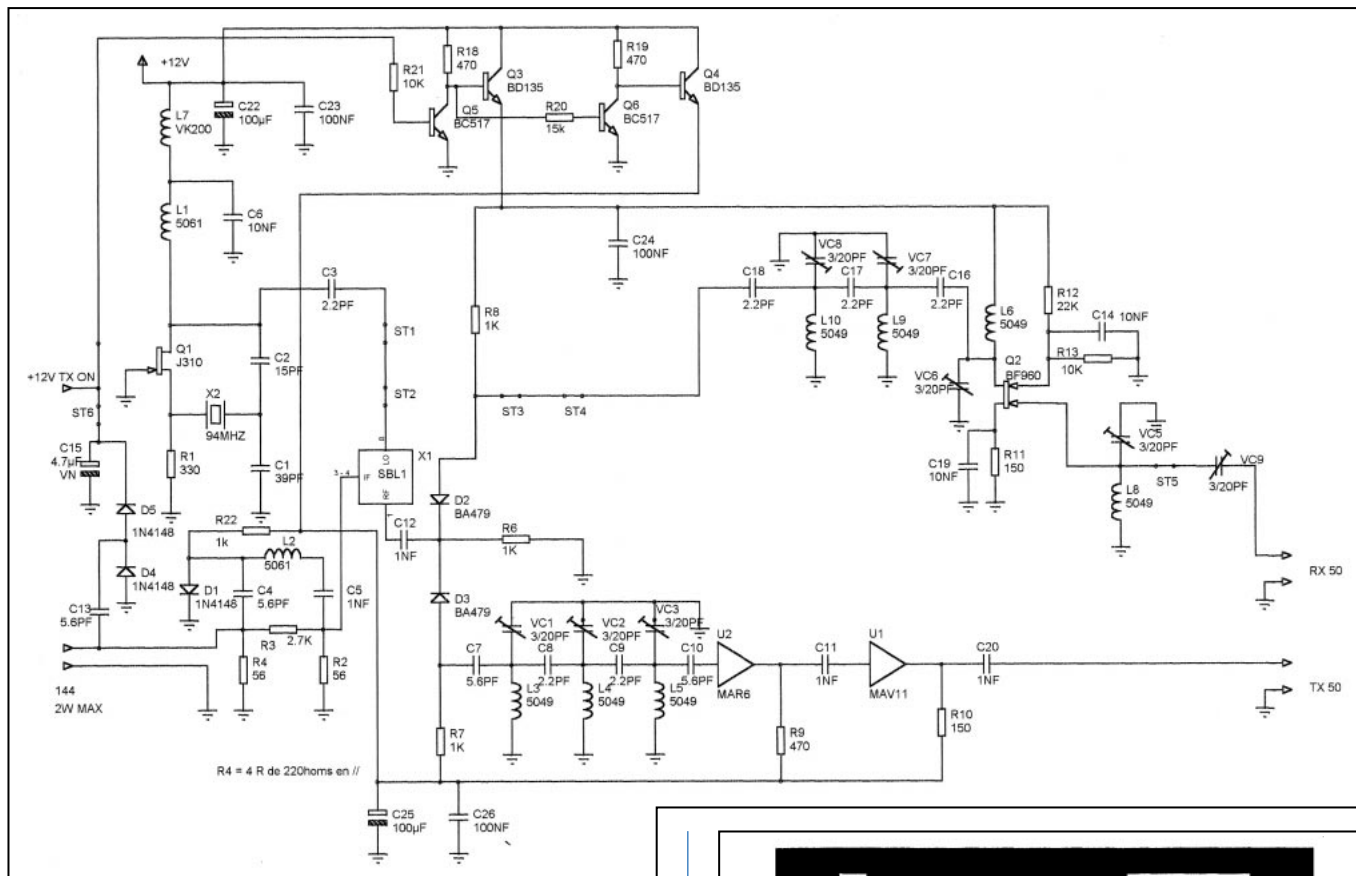 +12V
L7
VK200
C22
100µF
C23
100NF
R21
10K
R18
470
Q3
BD135
Q5
BC517
R20
15k
R19
470
Q6
BC517
Q4
BD135
L1
5061
C6
10NF
C3
2.2PF
ST1
ST2
Q1
J310
C2
15PF
+12V TX ON
ST6
X2
94MHZ
C15
4.7µF
VN
R1
330
C1
39PF
D5
1N4148
D4
1N4148
C13
5.6PF
R22
1k
L2
5061
D1
1N4148
C4
5.6PF
C5
1NF
R3
2.7K
R4
56
R2
56
144
2W MAX
3-4
IF
8
LO
SBL1
RF
1
X1
C12
1NF
R8
1K
C24
100NF
ST3
ST4
D2
BA479
R6
1K
D3
BA479
C18
2.2PF
VC8
3/20PF
C17
2.2PF
VC7
3/20PF
C16
2.2PF
L10
5049
L9
5049
L6
5049
R12
22K
C14
10NF
R13
10K
Q2
BF960
VC6
3/20PF
C19
10NF
R11
150
VC5
3/20PF
L8
5049
ST5
VC9
3/20PF
RX 50
VC1
3/20PF
VC2
3/20PF
VC3
3/20PF
C7
5.6PF
C8
2.2PF
C9
2.2PF
C10
5.6PF
L3
5049
L4
5049
L5
5049
U2
MAR6
C11
1NF
U1
MAV11
C20
1NF
TX 50
R7
1K
R9
470
R10
150
R4 = 4 R de 220homs en //
C25
100µF
C26
100NF